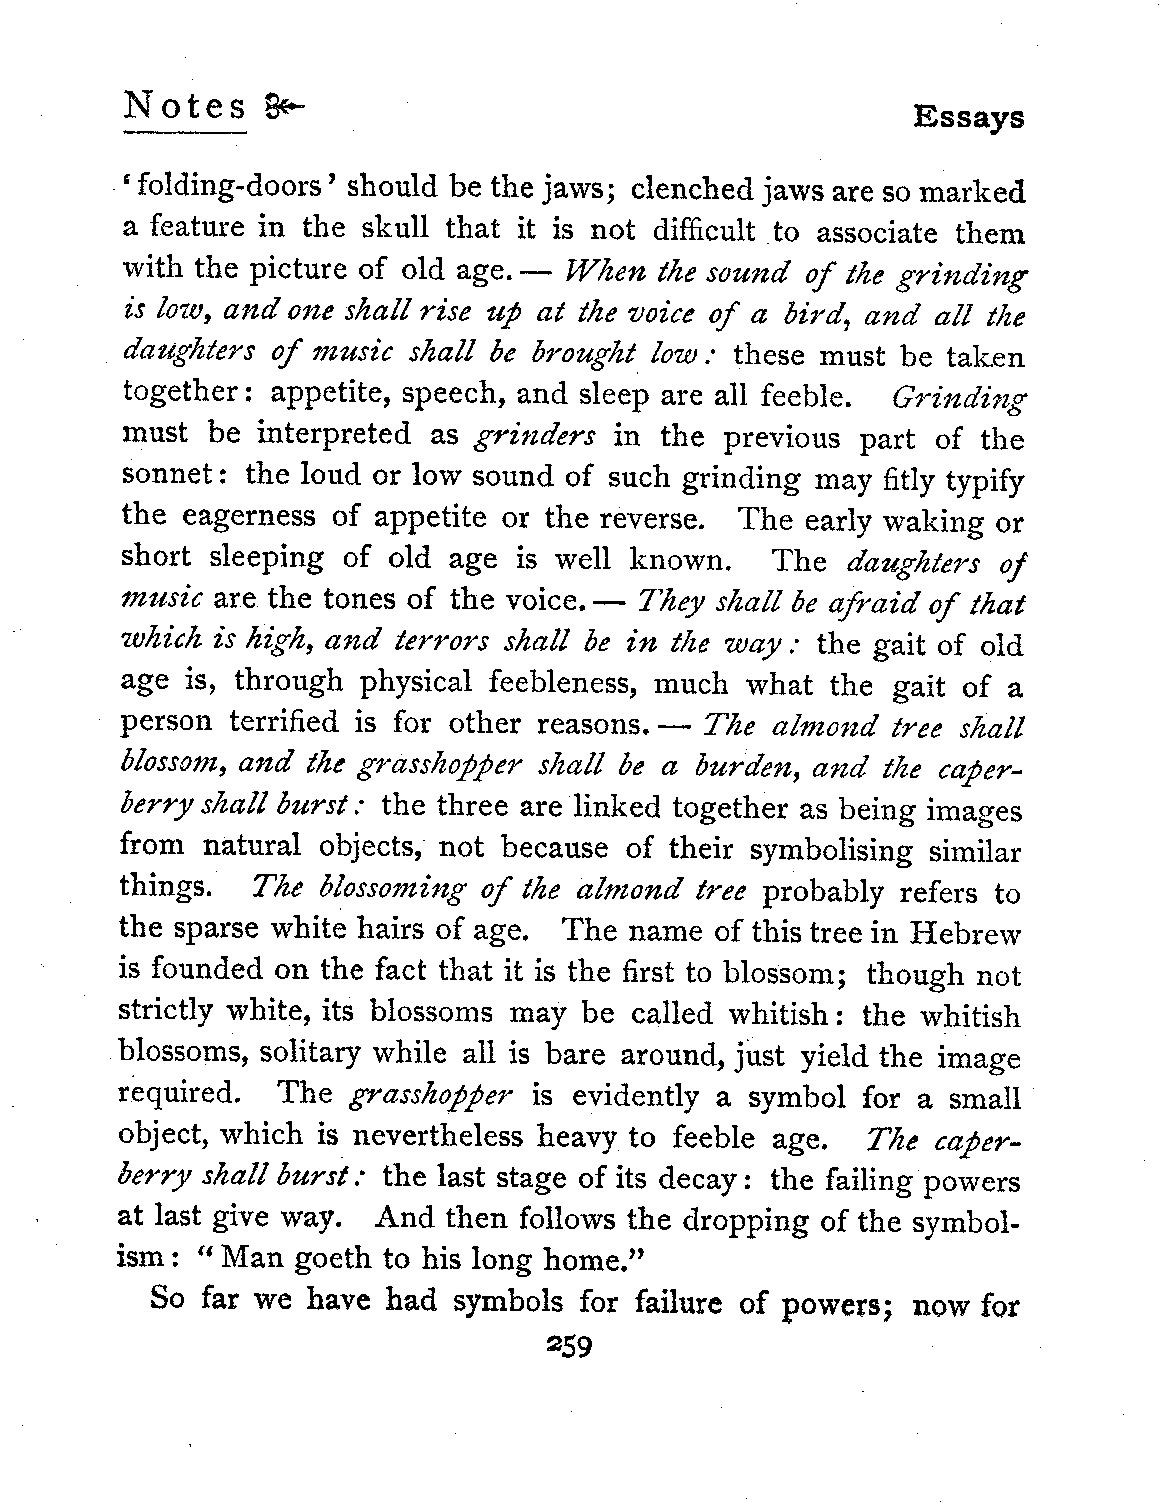 Notes
Essays
‘folding-doors’ should be the jaws; clenched jaws are so marked
a feature in the skull that it is not difficult to associate them
with the picture of old age.— When the sound of the grinding
is low, and one shall rise up at the voice of a bird, and all the
daughters of music shall be brought low: these must be taken
together: appetite, speech, and sleep are all feeble. Grinding
must be interpreted as grinders in the previous part of the
sonnet: the loud or low sound of such grinding may fitly typify
the eagerness of appetite or the reverse. The early waking or
short sleeping of old age is well known. The daughters of
music are the tones of the voice.— They shall be afraid of that
which is high, and terrors shall be in the way: the gait of old
age is, through physical feebleness, much what the gait of a
person terrified is for other reasons.— The almond tree shall
blossom, and the grasshopper shall be a burden, and the caper-
berry shall burst: the three are linked together as being images
from natural objects, not because of their symbolising similar
things. The blossoming of the almond tree probably refers to
the sparse white hairs of age. The name of this tree in Hebrew
is founded on the fact that it is the first to blossom; though not
strictly white, its blossoms may be called whitish: the whitish
blossoms, solitary while all is bare around, just yield the image
required. The grasshopper is evidently a symbol for a small
object, which is nevertheless heavy to feeble age. The caper-
berry shall burst: the last stage of its decay: the failing powers
at last give way. And then follows the dropping of the symbol-
ism: “Man goeth to his long home.”
So far we have had symbols for failure of powers; now for
259